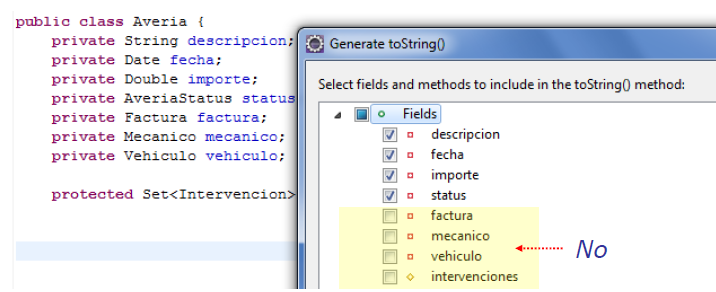 public class Averia {
private String descripcion;
private Date fecha;
private Double importe;
private AveriaStatus status
private Factura factura;
private Mecanico mecanico;
private Vehiculo vehiculo;
protected Set<Intervencion>
Generate toString()
Select fields and methods to include in the toString() method:
Fields
descripcion
fecha
importe
status
factura
mecanico
vehiculo
intervenciones
No